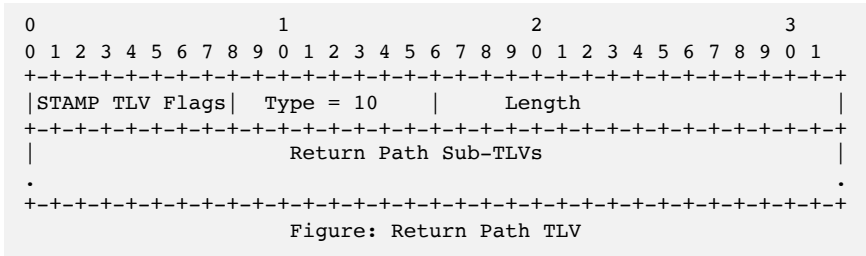 0                   1                   2                   3
0 1 2 3 4 5 6 7 8 9 0 1 2 3 4 5 6 7 8 9 0 1 2 3 4 5 6 7 8 9 0 1
+-+-+-+-+-+-+-+-+-+-+-+-+-+-+-+-+-+-+-+-+-+-+-+-+-+-+-+-+-+-+-+-+
|STAMP TLV Flags|  Type = 10    |     Length                    |
+-+-+-+-+-+-+-+-+-+-+-+-+-+-+-+-+-+-+-+-+-+-+-+-+-+-+-+-+-+-+-+-+
|                    Return Path Sub-TLVs                       |
.                                                               .
+-+-+-+-+-+-+-+-+-+-+-+-+-+-+-+-+-+-+-+-+-+-+-+-+-+-+-+-+-+-+-+-+
Figure: Return Path TLV